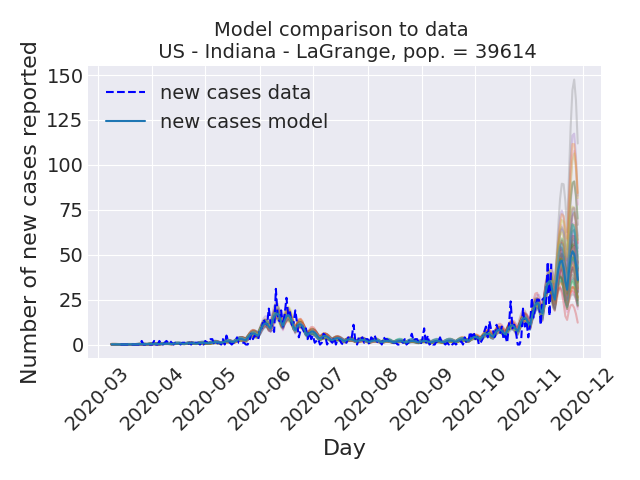 Model comparison to data
US - Indiana - LaGrange, pop. = 39614
Number of new cases reported
150
125
100
75
50
25
0
new cases data
new cases model
2020-03
2020-04
2020-05
2020-06
2020-07
2020-08
2020-09
2020-10
2020-11
2020-12
Day